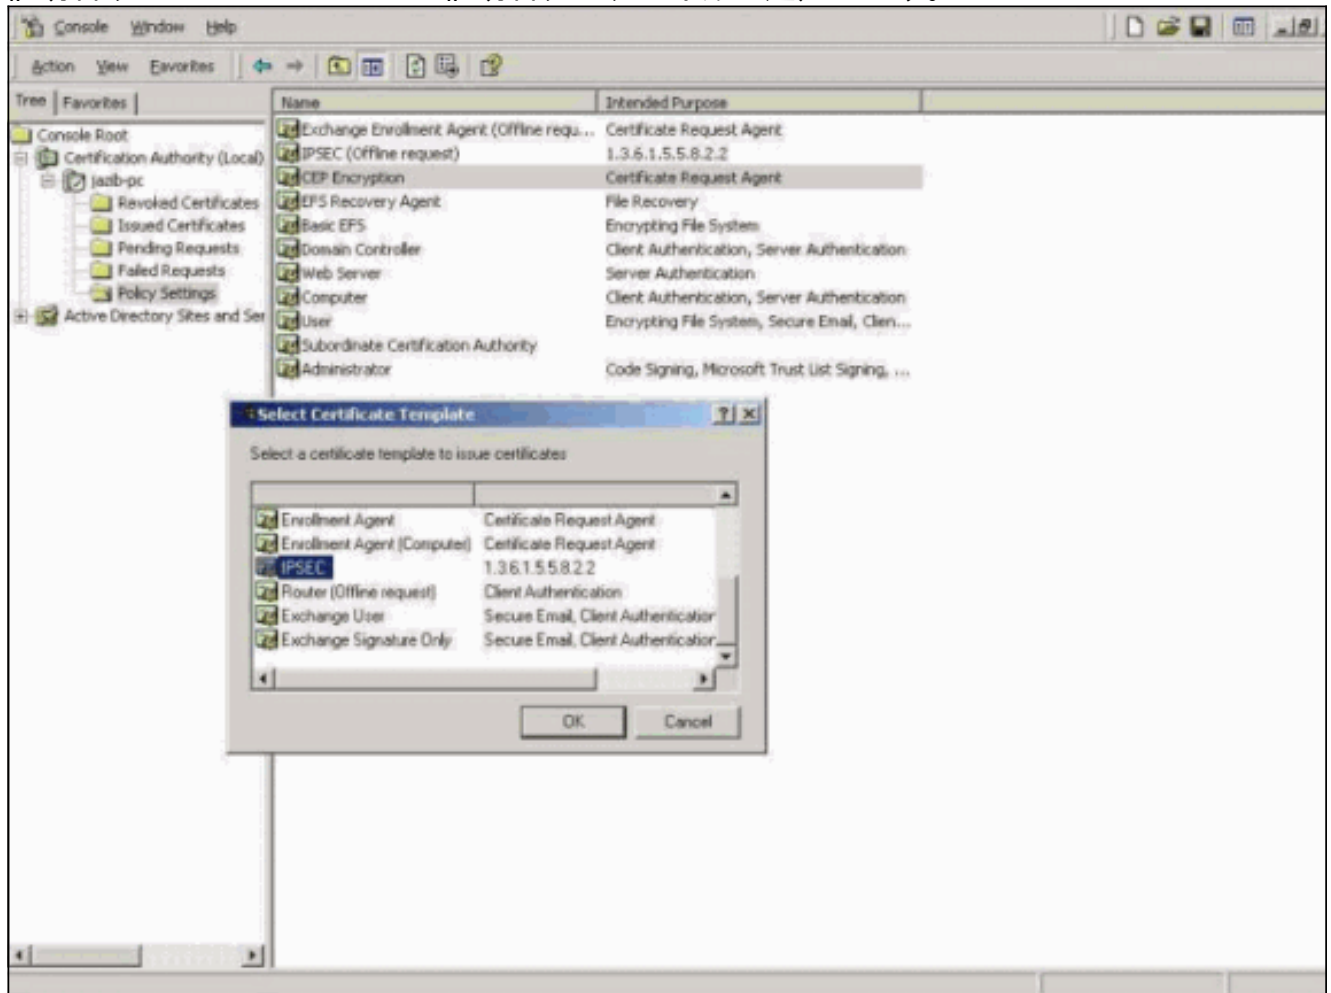 Console Window Help
Action View Favorites
Tree Favorites
Name Intended Purpose
Console Root
Certification Authority (Local)
jazib-pc
Revoked Certificates
Issued Certificates
Pending Requests
Failed Requests
Policy Settings
Active Directory Sites and Ser
Exchange Enrollment Agent (Offline requ... Certificate Request Agent
IPSEC (Offline request) 1.3.6.1.5.5.8.2.2
CEP Encryption Certificate Request Agent
EFS Recovery Agent File Recovery
Basic EFS Encrypting File System
Domain Controller Client Authentication, Server Authentication
Web Server Server Authentication
Computer Client Authentication, Server Authentication
User Encrypting File System, Secure Email, Clien...
Subordinate Certification Authority
Administrator Code Signing, Microsoft Trust List Signing, ...
Select Certificate Template
Select a certificate template to issue certificates
Enrollment Agent Certificate Request Agent
Enrollment Agent (Computer) Certificate Request Agent
IPSEC 1.3.6.1.5.5.8.2.2
Router (Offline request) Client Authentication
Exchange User Secure Email, Client Authentication
Exchange Signature Only Secure Email, Client Authentication
OK Cancel